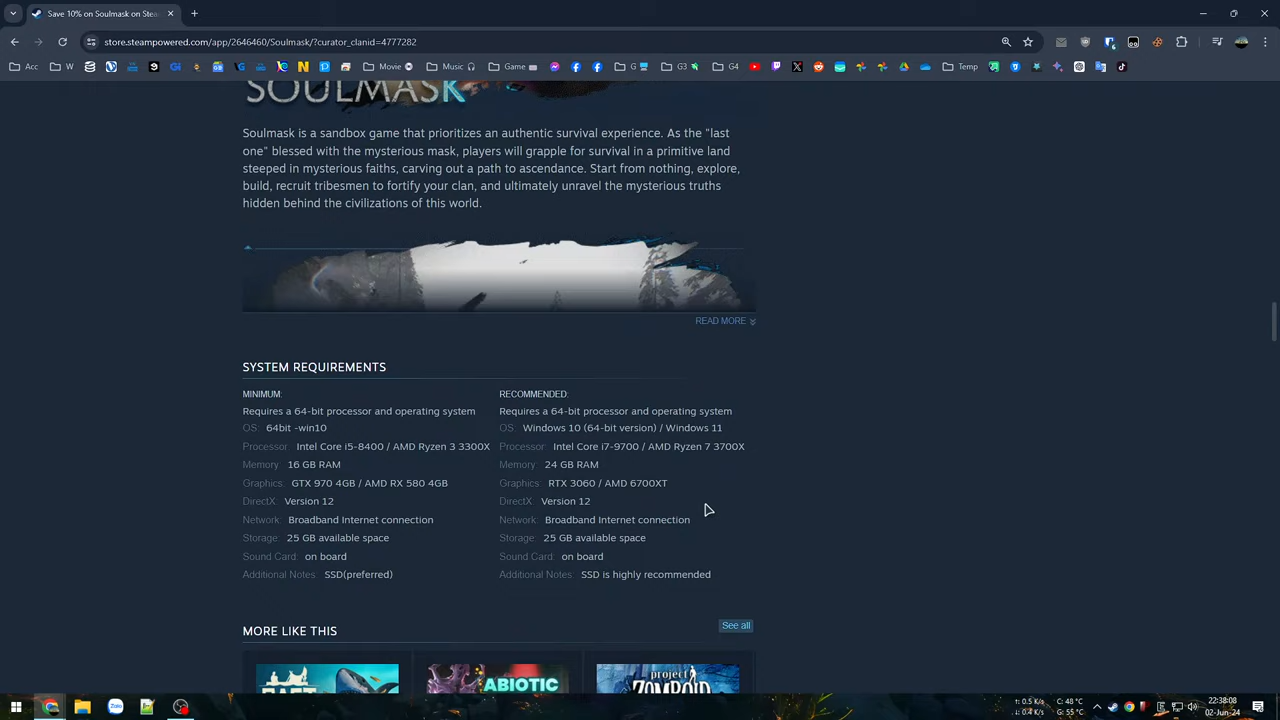 Save 10% on Soulmask on Stea
store.steampowered.com/app/2646460/Soulmask/?curator_clanid=4777282
Acc
W
Movie
Music
Game
G
G3
G4
Temp
SOULMASK
Soulmask is a sandbox game that prioritizes an authentic survival experience. As the "last
one" blessed with the mysterious mask, players will grapple for survival in a primitive land
steeped in mysterious faiths, carving out a path to ascendance. Start from nothing, explore,
build, recruit tribesmen to fortify your clan, and ultimately unravel the mysterious truths
hidden behind the civilizations of this world.
READ MORE
SYSTEM REQUIREMENTS
MINIMUM:
Requires a 64-bit processor and operating system
OS: 64bit -win10
Processor: Intel Core i5-8400 / AMD Ryzen 3 3300X
Memory: 16 GB RAM
Graphics: GTX 970 4GB / AMD RX 580 4GB
DirectX: Version 12
Network: Broadband Internet connection
Storage: 25 GB available space
Sound Card: on board
Additional Notes: SSD(preferred)
RECOMMENDED:
Requires a 64-bit processor and operating system
OS: Windows 10 (64-bit version) / Windows 11
Processor: Intel Core i7-9700 / AMD Ryzen 7 3700X
Memory: 24 GB RAM
Graphics: RTX 3060 / AMD 6700XT
DirectX: Version 12
Network: Broadband Internet connection
Storage: 25 GB available space
Sound Card: on board
Additional Notes: SSD is highly recommended
MORE LIKE THIS
See all
RAFT
ABIOTIC
project
ZOMBOID
Zalo
↑: 0.5 K/s
↓: 0.4 K/s
C: 48 °C
G: 55 °C
22:38:08
02-Jun-24